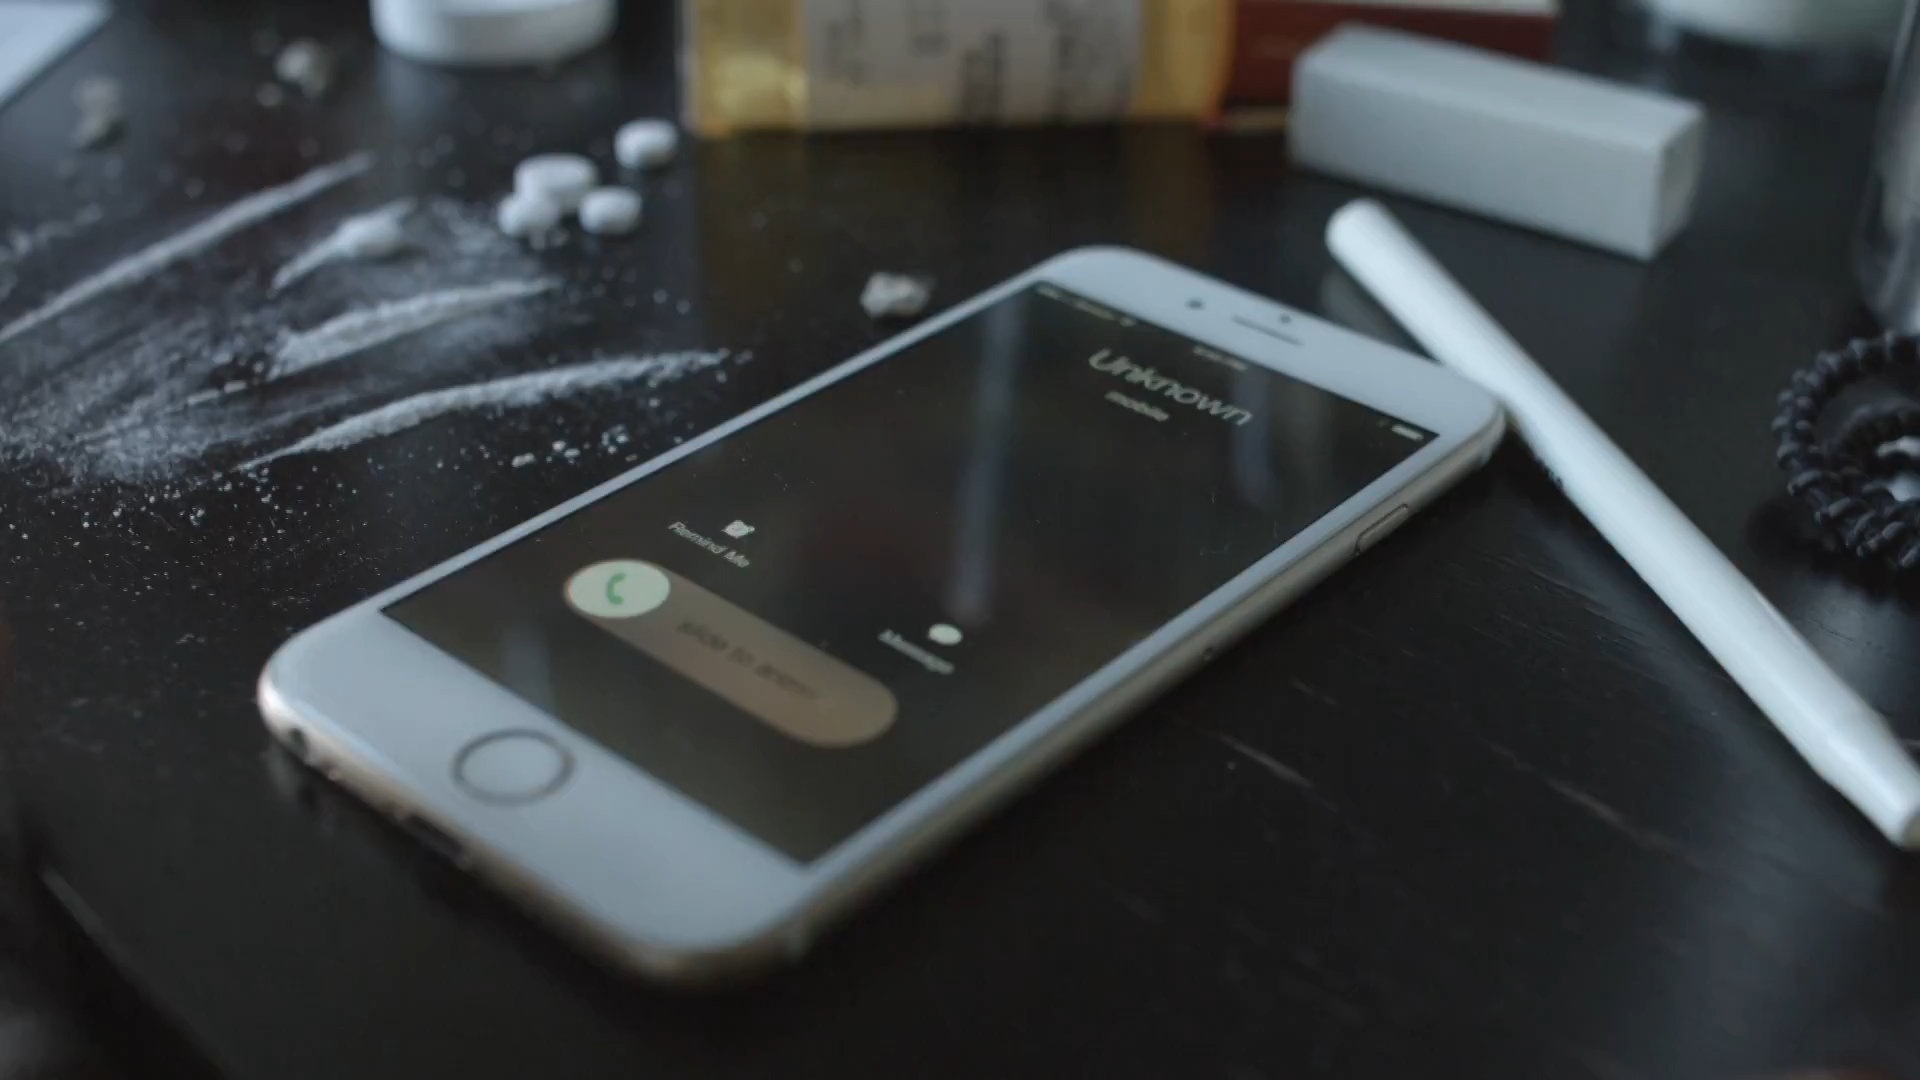 Unknown
mobile
Remind Me
Message
slide to answer